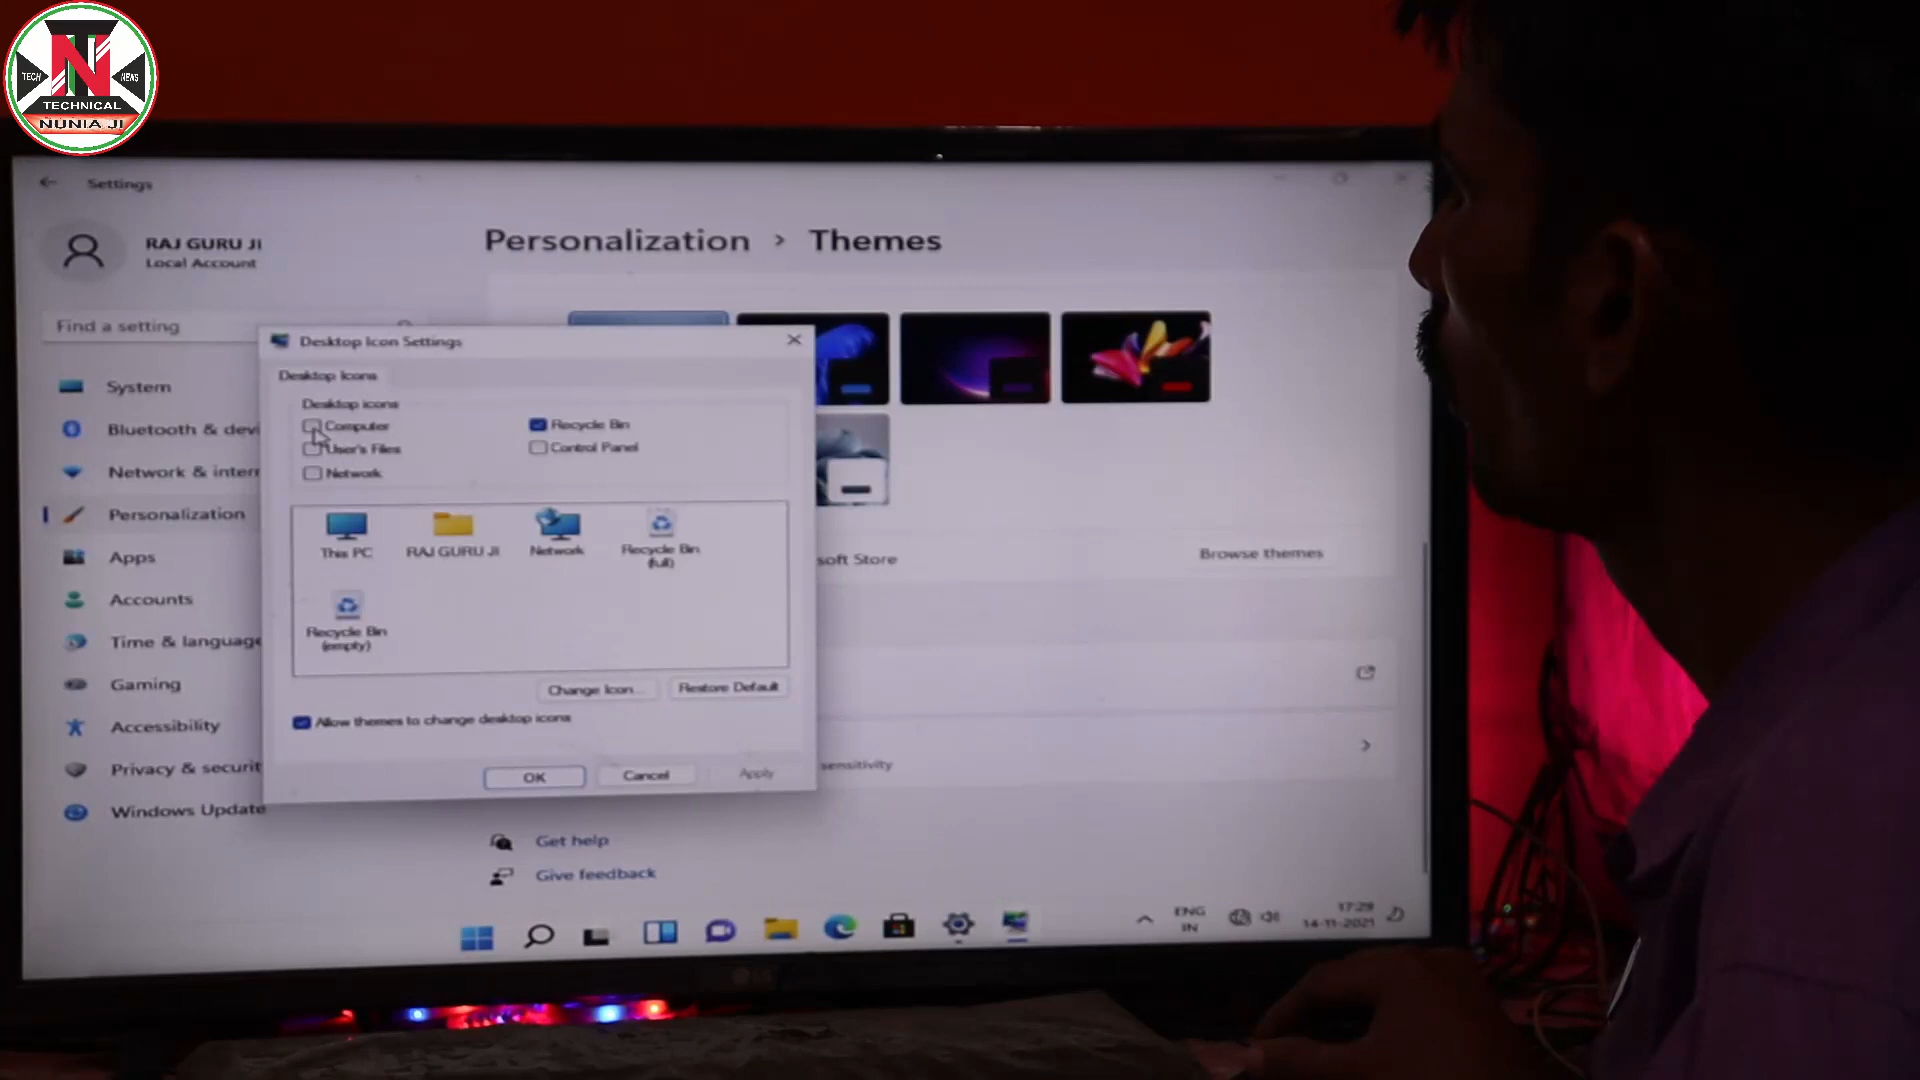 TECH
NEWS
TECHNICAL
NUNIA JI
Settings
RAJ GURU JI
Local Account
Find a setting
System
Bluetooth & devi
Network & intern
Personalization
Apps
Accounts
Time & language
Gaming
Accessibility
Privacy & securit
Windows Update
Personalization > Themes
soft Store
Browse themes
sensitivity
Get help
Give feedback
Desktop Icon Settings
Desktop Icons
Desktop icons
Computer
Recycle Bin
User's Files
Control Panel
Network
This PC
RAJ GURU JI
Network
Recycle Bin
(full)
Recycle Bin
(empty)
Change Icon...
Restore Default
Allow themes to change desktop icons
OK
Cancel
Apply
ENG
IN
17:29
14-11-2021
LG